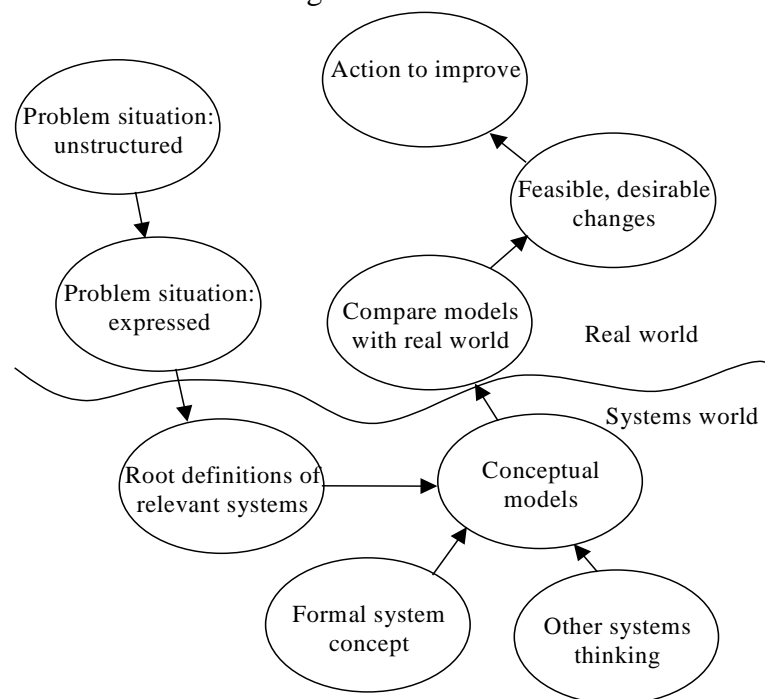 Action to improve
Problem situation:
unstructured
Feasible, desirable
changes
Problem situation:
expressed
Compare models
with real world
Real world
Systems world
Root definitions of
relevant systems
Conceptual
models
Formal system
concept
Other systems
thinking